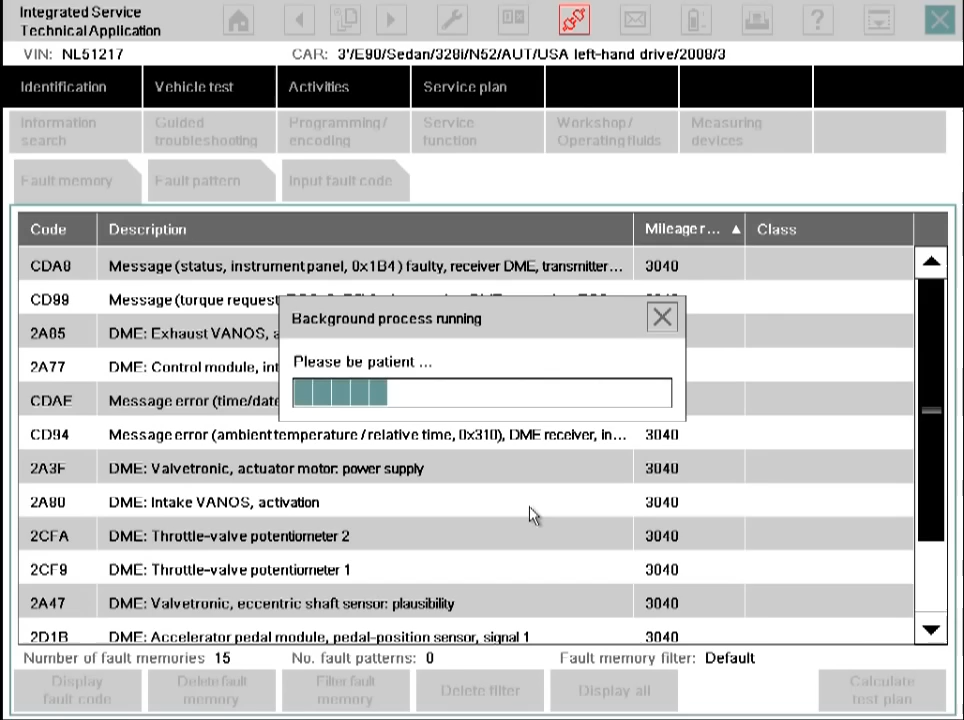 Integrated Service
Technical Application
VIN: NL51217
CAR: 3'/E90/Sedan/328i/N52/AUT/USA left-hand drive/2008/3
Identification
Vehicle test
Activities
Service plan
Information
search
Guided
troubleshooting
Programming/
encoding
Service
function
Workshop/
Operating fluids
Measuring
devices
Fault memory
Fault pattern
Input fault code
Code Description Mileage r... ▲ Class
CDA8 Message (status, instrument panel, 0x1B4) faulty, receiver DME, transmitter... 3040
CD99 Message (torque request
2A85 DME: Exhaust VANOS, a
2A77 DME: Control module, int
CDAE Message error (time/date
CD94 Message error (ambient temperature / relative time, 0x310), DME receiver, in... 3040
2A3F DME: Valvetronic, actuator motor: power supply 3040
2A80 DME: Intake VANOS, activation 3040
2CFA DME: Throttle-valve potentiometer 2 3040
2CF9 DME: Throttle-valve potentiometer 1 3040
2A47 DME: Valvetronic, eccentric shaft sensor: plausibility 3040
2D1B DME: Accelerator pedal module, pedal-position sensor, signal 1 3040
Background process running
Please be patient ...
Number of fault memories 15 No. fault patterns: 0 Fault memory filter: Default
Display
fault code
Delete fault
memory
Filter fault
memory
Delete filter
Display all
Calculate
test plan